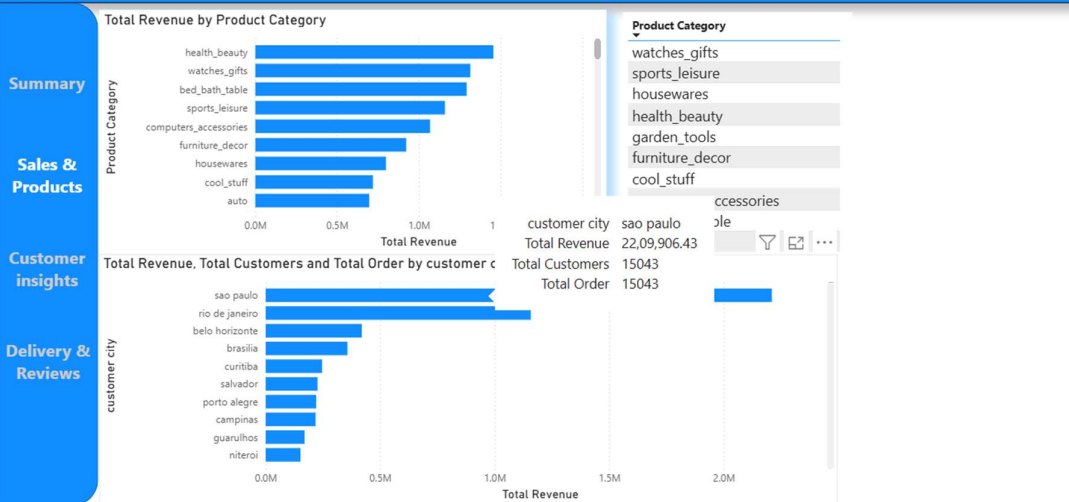 Summary
Sales &
Products
Customer
insights
Delivery &
Reviews
Total Revenue by Product Category
Product Category
health_beauty
watches_gifts
bed_bath_table
sports_leisure
computers_accessories
furniture_decor
housewares
cool_stuff
auto
0.0M 0.5M 1.0M 1
Total Revenue
Product Category
watches_gifts
sports_leisure
housewares
health_beauty
garden_tools
furniture_decor
cool_stuff
ccessories
ble
customer city sao paulo
Total Revenue 22,09,906.43
Total Customers 15043
Total Order 15043
Total Revenue, Total Customers and Total Order by customer c
customer city
sao paulo
rio de janeiro
belo horizonte
brasilia
curitiba
salvador
porto alegre
campinas
guarulhos
niteroi
0.0M 0.5M 1.0M 1.5M 2.0M
Total Revenue